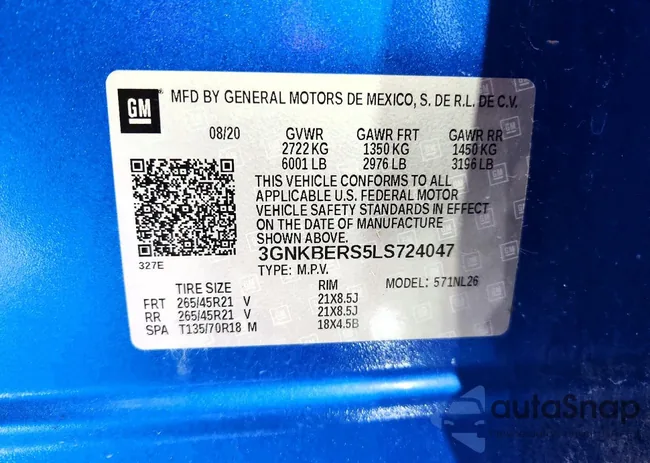 GM
MFD BY GENERAL MOTORS DE MEXICO, S. DE R.L. DE C.V.
08/20 GVWR GAWR FRT GAWR RR
2722 KG 1350 KG 1450 KG
6001 LB 2976 LB 3196 LB
THIS VEHICLE CONFORMS TO ALL
APPLICABLE U.S. FEDERAL MOTOR
VEHICLE SAFETY STANDARDS IN EFFECT
ON THE DATE OF MANUFACTURE
SHOWN ABOVE.
327E
3GNKBERS5LS724047
TYPE: M.P.V. MODEL: 571NL26
TIRE SIZE RIM
FRT 265/45R21 V 21X8.5J
RR 265/45R21 V 21X8.5J
SPA T135/70R18 M 18X4.5B
autoSnap